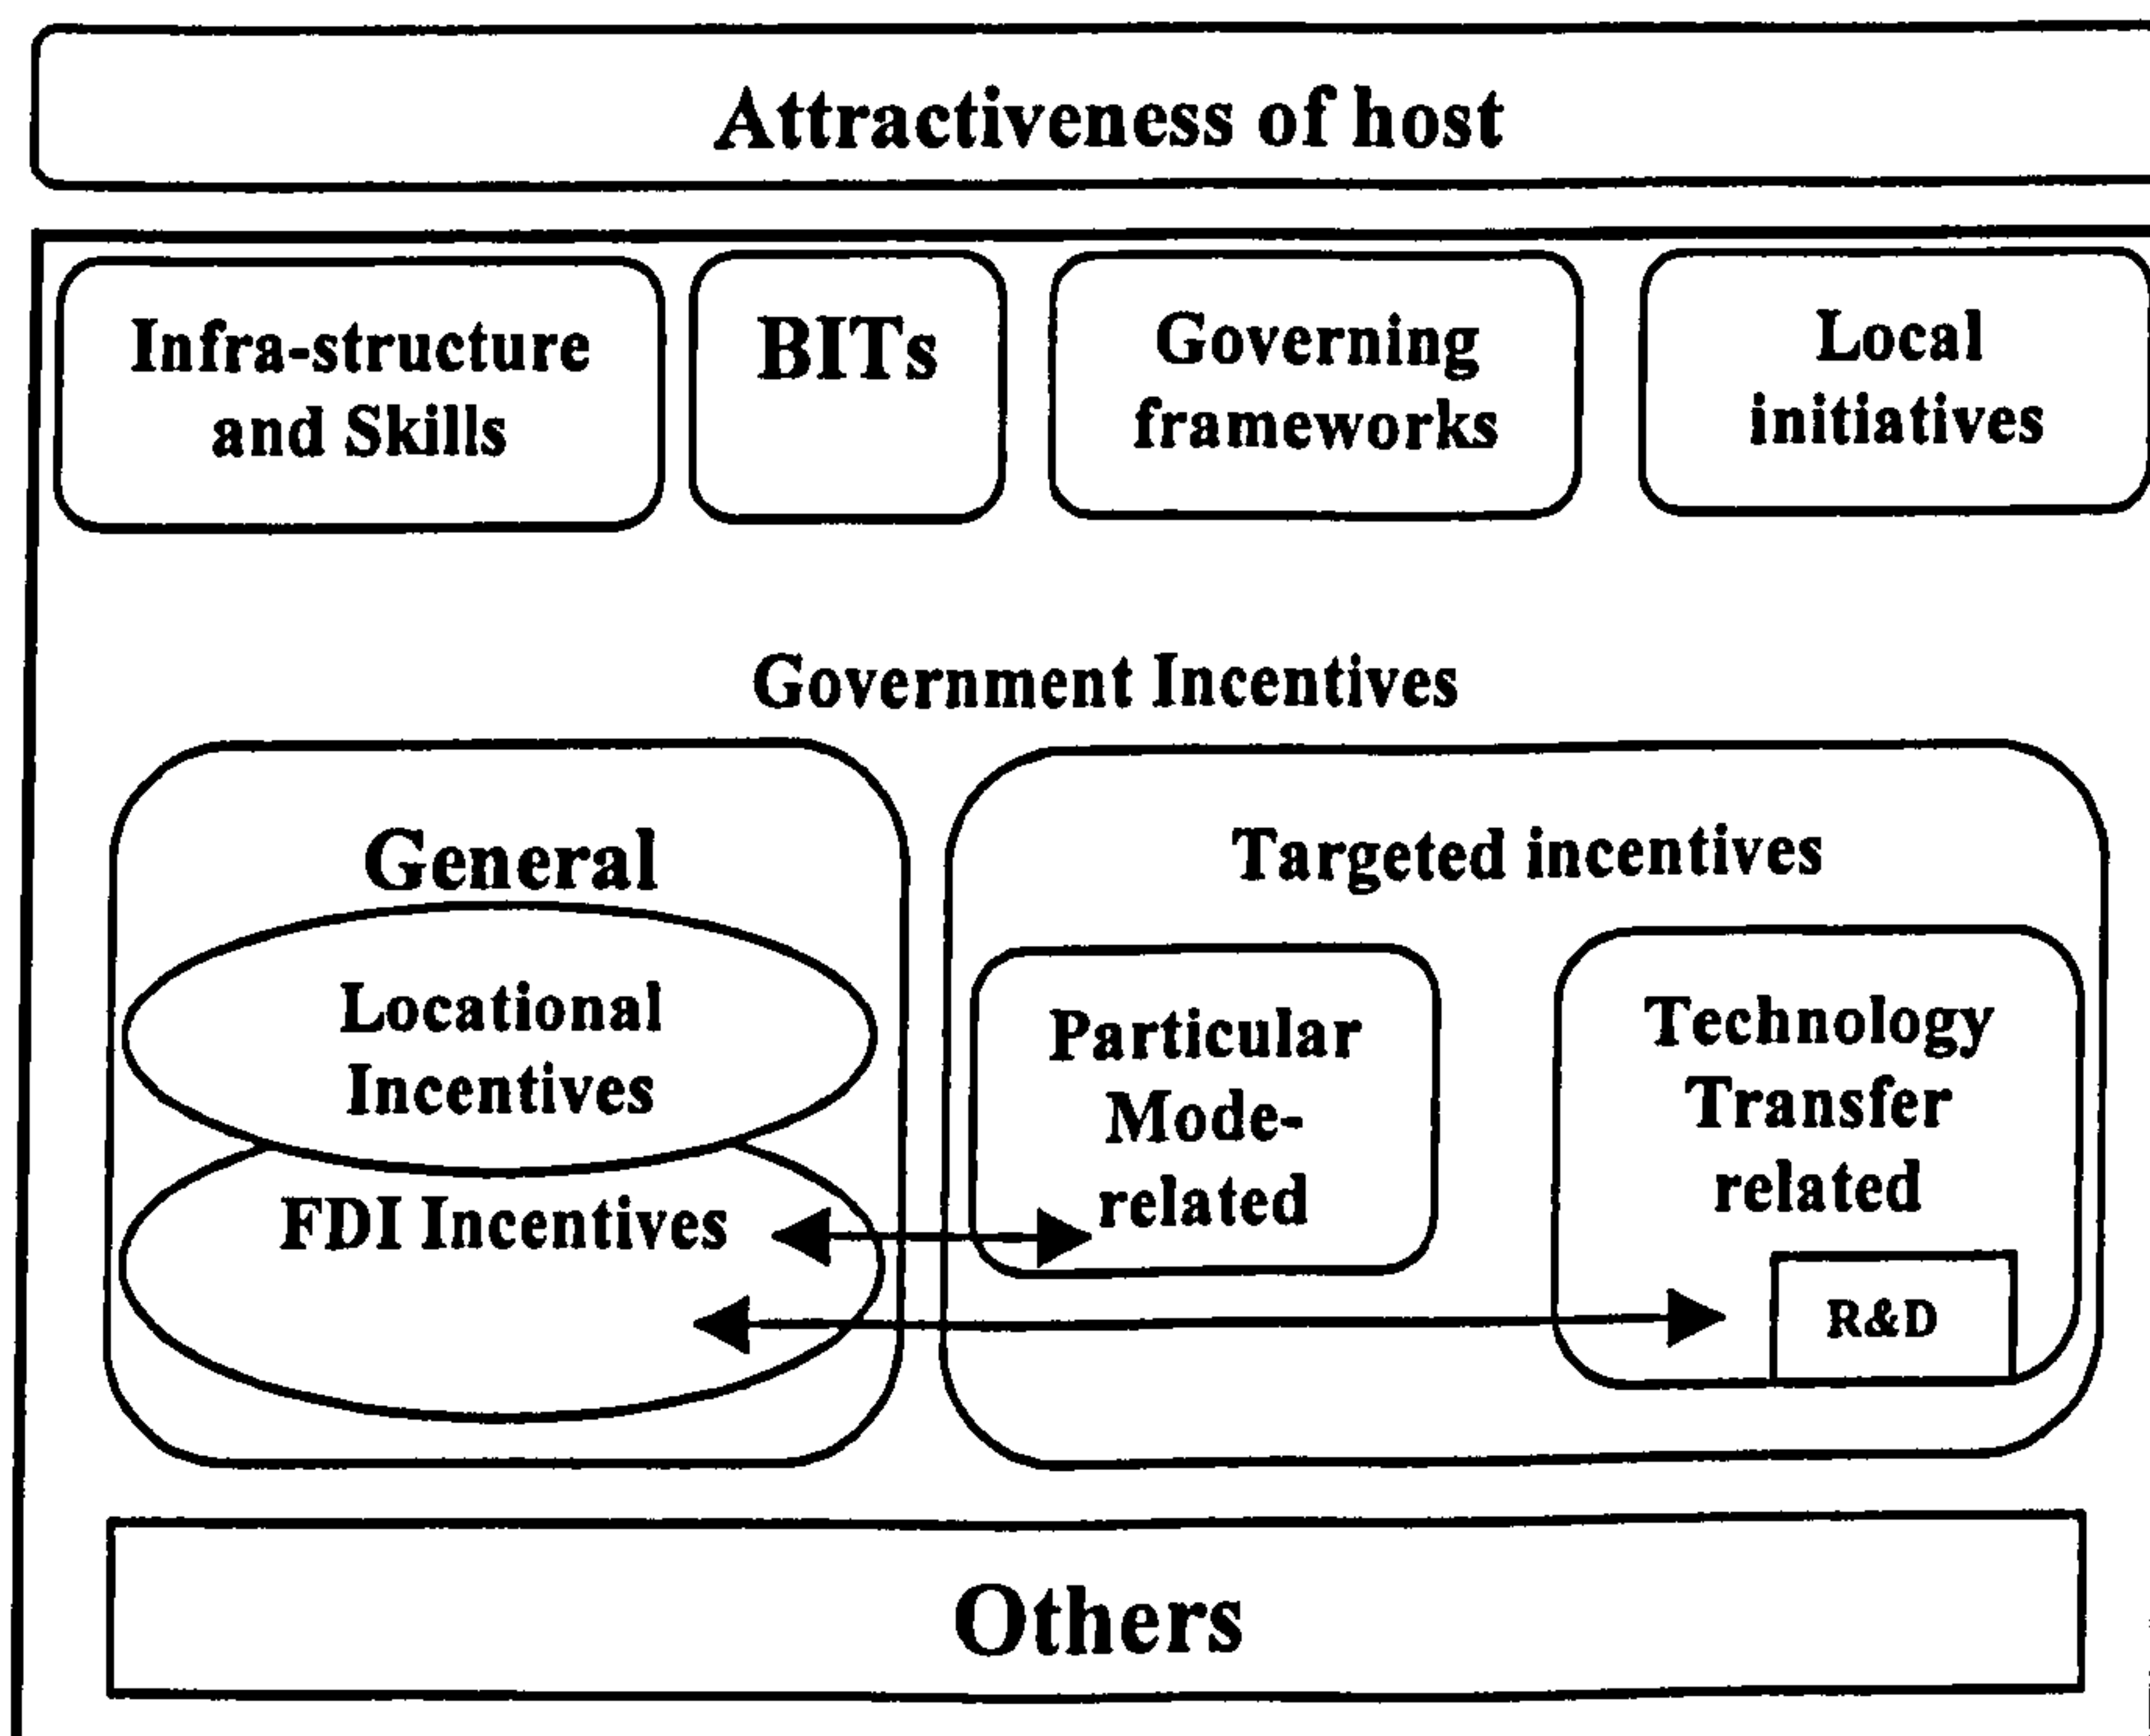 Attractiveness of host
Infra-structure
and Skills
BITs
Governing
frameworks
Local
initiatives
Government Incentives
General
Locational
Incentives
FDI Incentives
Targeted incentives
Particular
Mode-
related
Technology
Transfer
related
R&D
Others